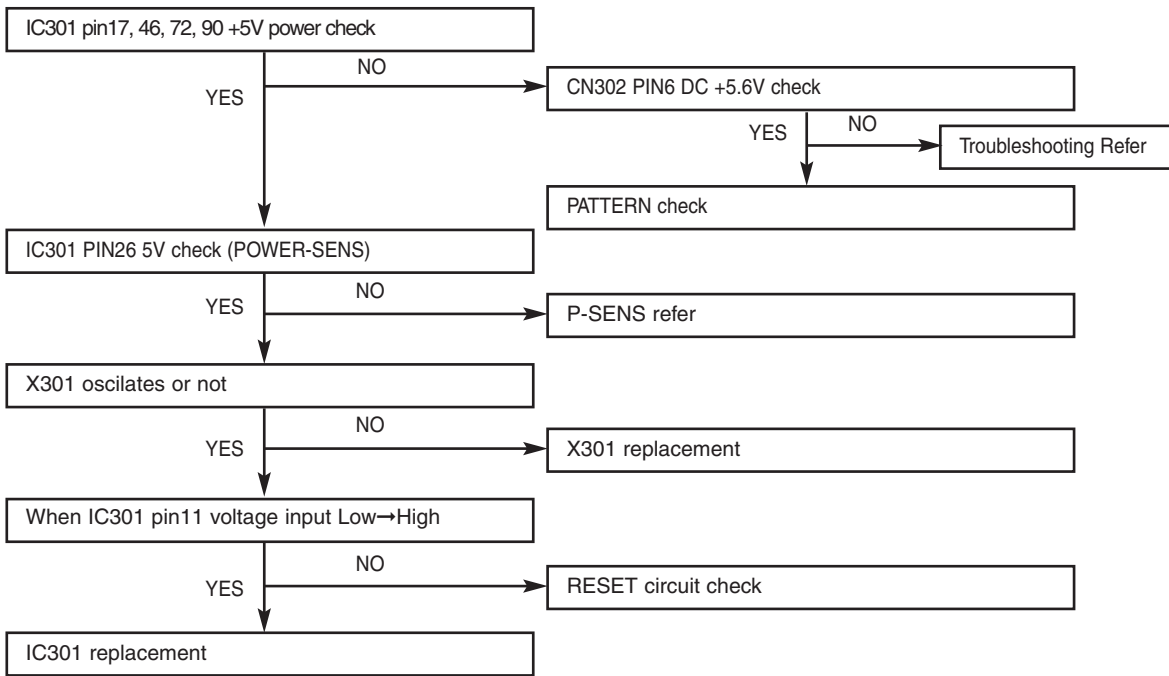 IC301 pin17, 46, 72, 90 +5V power check
NO
YES
CN302 PIN6 DC +5.6V check
YES
NO
Troubleshooting Refer
PATTERN check
IC301 PIN26 5V check (POWER-SENS)
NO
YES
P-SENS refer
X301 oscilates or not
NO
YES
X301 replacement
When IC301 pin11 voltage input Low→High
NO
YES
RESET circuit check
IC301 replacement